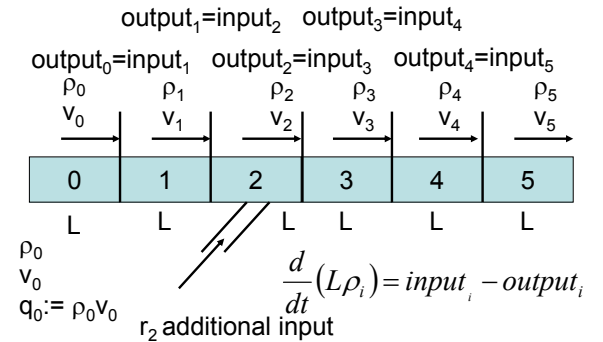 output₁=input₂ output₃=input₄
output₀=input₁ output₂=input₃ output₄=input₅
ρ₀ ρ₁ ρ₂ ρ₃ ρ₄ ρ₅
v₀ v₁ v₂ v₃ v₄ v₅
0 1 2 3 4 5
L L L L L L
ρ₀
v₀
q₀:= ρ₀v₀
d/dt (Lρᵢ) = inputᵢ − outputᵢ
r₂ additional input